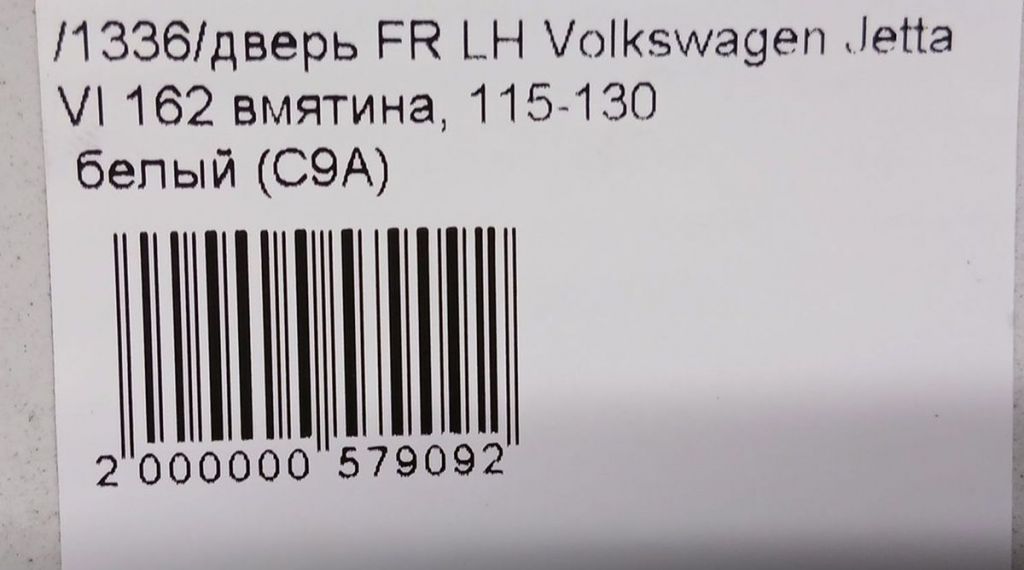 /1336/дверь FR LH Volkswagen Jetta
VI 162 вмятина, 115-130
белый (C9A)
2 000000 579092